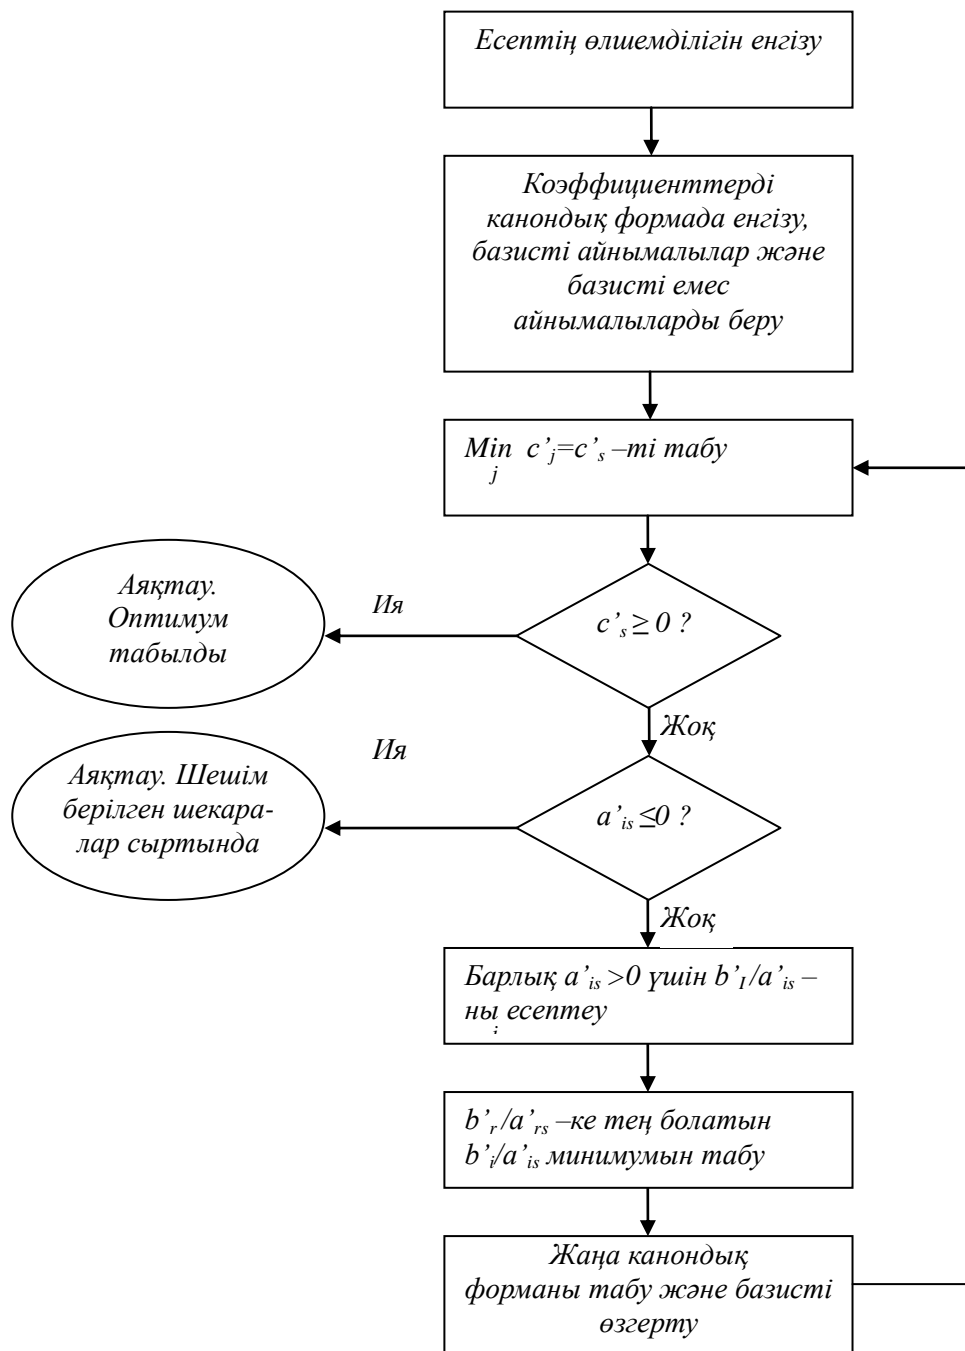 Есептің өлшемділігін енгізу
Коэффициенттерді
канондық формада енгізу,
базисті айнымалылар және
базисті емес
айнымалыларды беру
Min c’j=c’s –ті табу
j
Аяқтау.
Оптимум
табылды
Ия
c’s ≥ 0 ?
Жоқ
Аяқтау. Шешім
берілген шекара-
лар сыртында
Ия
a’is ≤0 ?
Жоқ
Барлық a’is >0 үшін b’I/a’is –
ны есептеу
b’r/a’rs –ке тең болатын
b’i/a’is минимумын табу
Жаңа канондық
форманы табу және базисті
өзгерту